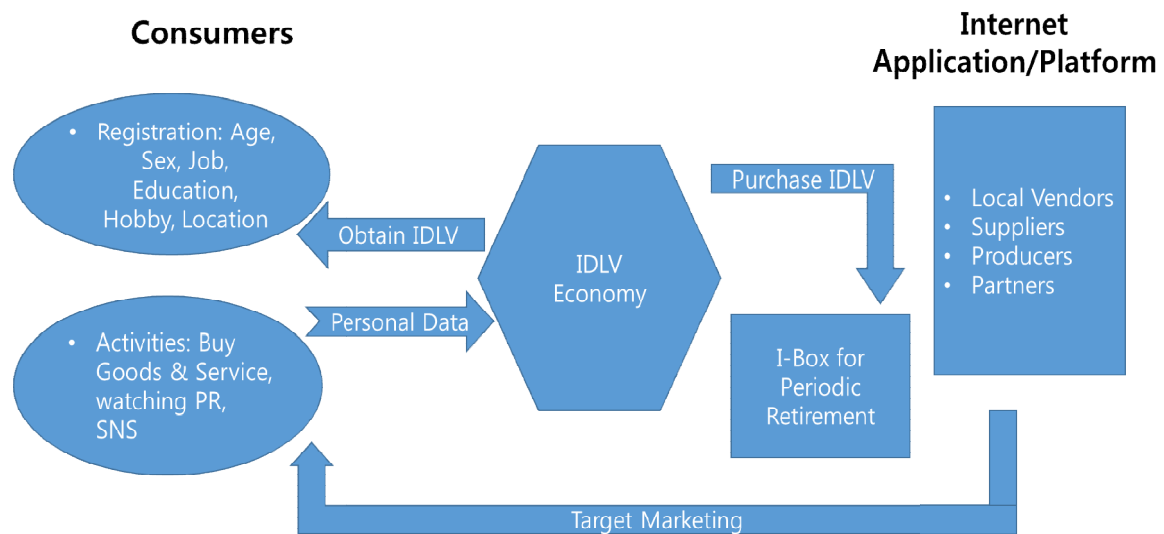 Consumers
Internet
Application/Platform
• Registration: Age,
Sex, Job,
Education,
Hobby, Location
Obtain IDLV
Personal Data
• Activities: Buy
Goods & Service,
watching PR,
SNS
IDLV
Economy
Purchase IDLV
I-Box for
Periodic
Retirement
• Local Vendors
• Suppliers
• Producers
• Partners
Target Marketing